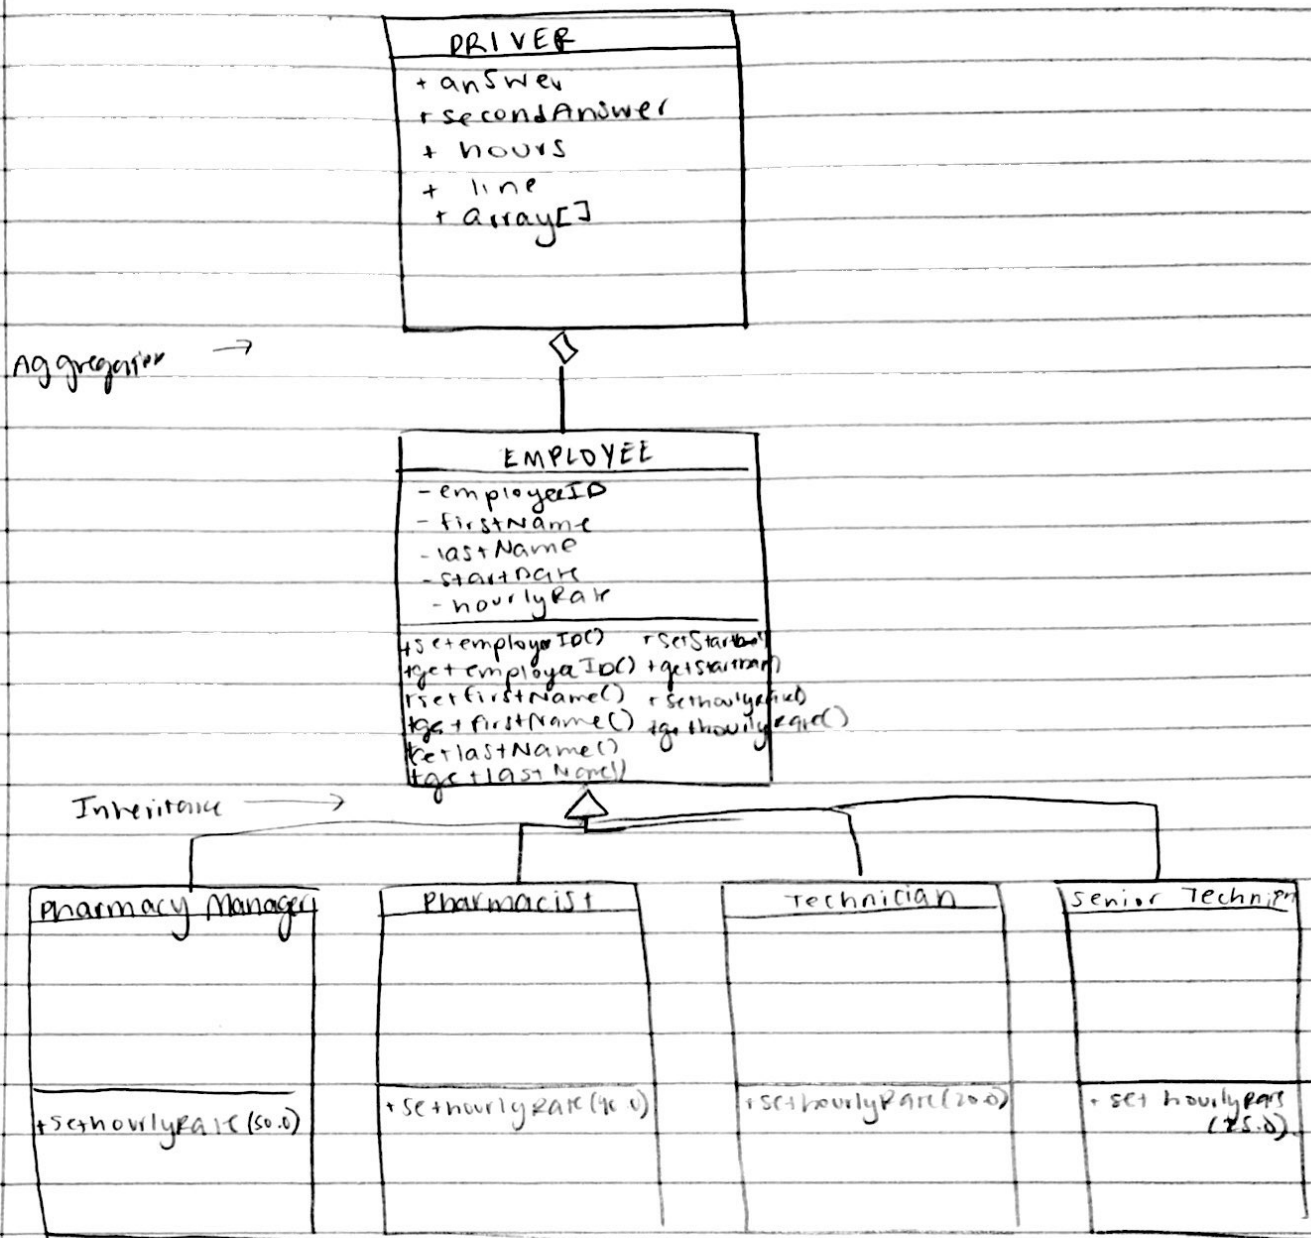 DRIVER
+ answer
+ secondAnswer
+ hours
+ line
+ array[]
Aggregation
EMPLOYEE
- employeeID
- firstName
- lastName
- startDate
- hourlyRate
+setemployeeID() +setStartDate()
+getemployeeID() +getStartDate()
+setfirstName() +sethourlyRate()
+getfirstName() +gethourlyRate()
+setlastName()
+getlastName()
Inheritance
Pharmacy Manager
Pharmacist
Technician
Senior Technician
+sethourlyRate(50.0)
+sethourlyRate(40.0)
+sethourlyRate(20.0)
+ set hourlyRate
(25.0)